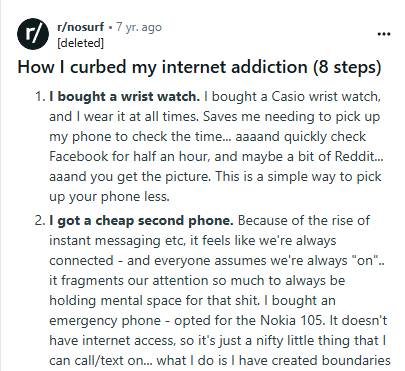 r/nosurf • 7 yr. ago
[deleted]
How I curbed my internet addiction (8 steps)
1. I bought a wrist watch. I bought a Casio wrist watch,
and I wear it at all times. Saves me needing to pick up
my phone to check the time... aaaand quickly check
Facebook for half an hour, and maybe a bit of Reddit...
aaand you get the picture. This is a simple way to pick
up your phone less.
2. I got a cheap second phone. Because of the rise of
instant messaging etc, it feels like we're always
connected - and everyone assumes we're always "on"..
it fragments our attention so much to always be
holding mental space for that shit. I bought an
emergency phone - opted for the Nokia 105. It doesn't
have internet access, so it's just a nifty little thing that I
can call/text on... what I do is I have created boundaries